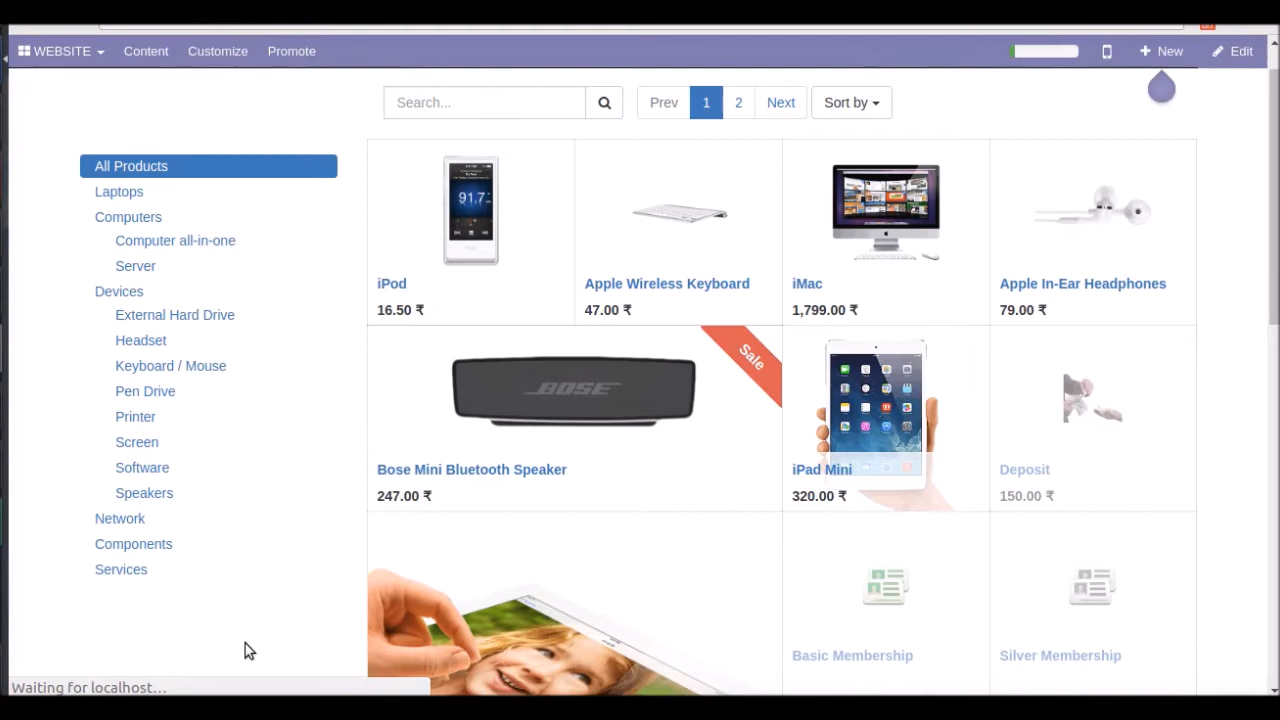 WEBSITE Content Customize Promote New Edit
Search... Prev 1 2 Next Sort by
All Products
Laptops
Computers
Computer all-in-one
Server
Devices
External Hard Drive
Headset
Keyboard / Mouse
Pen Drive
Printer
Screen
Software
Speakers
Network
Components
Services
91.7
iPod
16.50 ₹
Apple Wireless Keyboard
47.00 ₹
iMac
1,799.00 ₹
Apple In-Ear Headphones
79.00 ₹
Sale
BOSE
Bose Mini Bluetooth Speaker
247.00 ₹
iPad Mini
320.00 ₹
Deposit
150.00 ₹
Basic Membership
Silver Membership
Waiting for localhost...